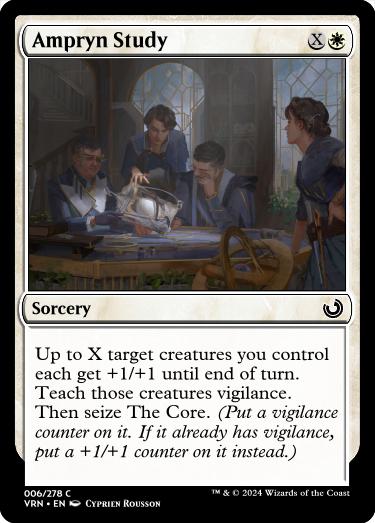 Ampryn Study X
Sorcery
Up to X target creatures you control
each get +1/+1 until end of turn.
Teach those creatures vigilance.
Then seize The Core. (Put a vigilance
counter on it. If it already has vigilance,
put a +1/+1 counter on it instead.)
006/278 C
VRN • EN Cyprien Rousson
™ & © 2024 Wizards of the Coast